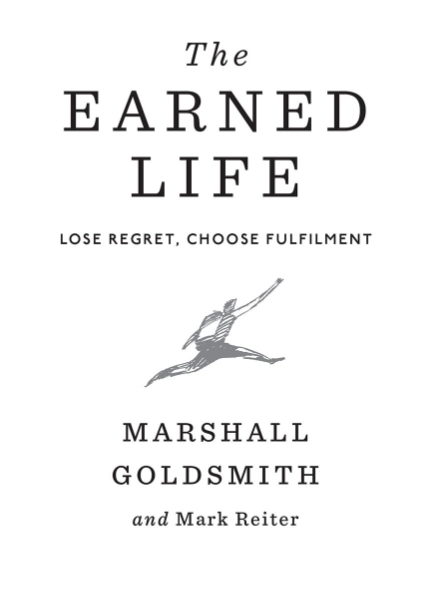 The
EARNED
LIFE
LOSE REGRET, CHOOSE FULFILMENT
MARSHALL
GOLDSMITH
and Mark Reiter